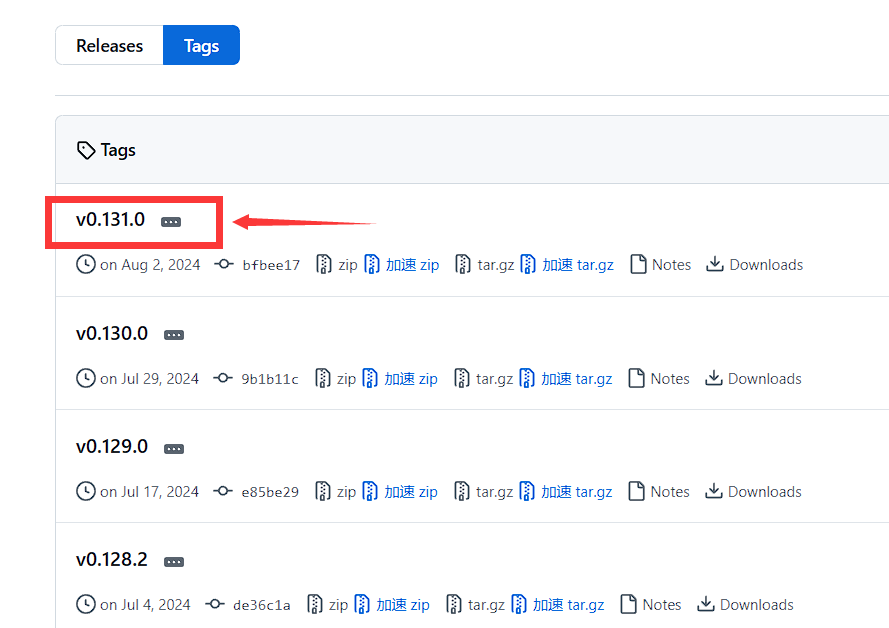 Releases Tags
Tags
v0.131.0
on Aug 2, 2024 bfbee17 zip 加速 zip tar.gz 加速 tar.gz Notes Downloads
v0.130.0
on Jul 29, 2024 9b1b11c zip 加速 zip tar.gz 加速 tar.gz Notes Downloads
v0.129.0
on Jul 17, 2024 e85be29 zip 加速 zip tar.gz 加速 tar.gz Notes Downloads
v0.128.2
on Jul 4, 2024 de36c1a zip 加速 zip tar.gz 加速 tar.gz Notes Downloads